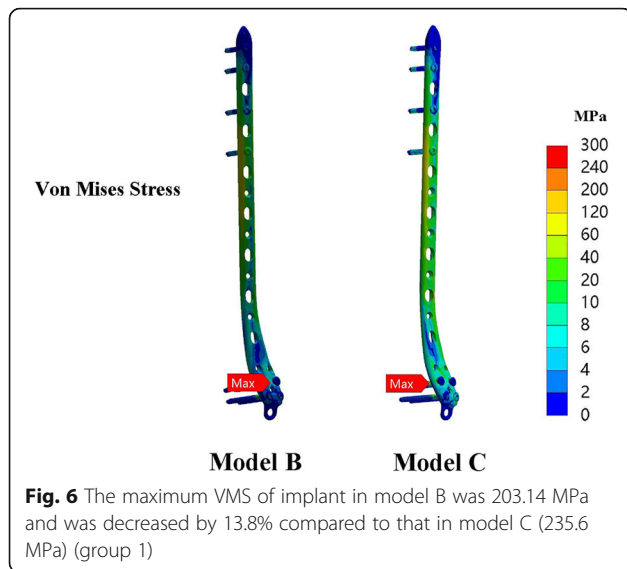 MPa
300
240
200
120
60
40
20
10
8
6
4
2
0
Von Mises Stress
Max
Max
Model B
Model C
Fig. 6 The maximum VMS of implant in model B was 203.14 MPa
and was decreased by 13.8% compared to that in model C (235.6
MPa) (group 1)